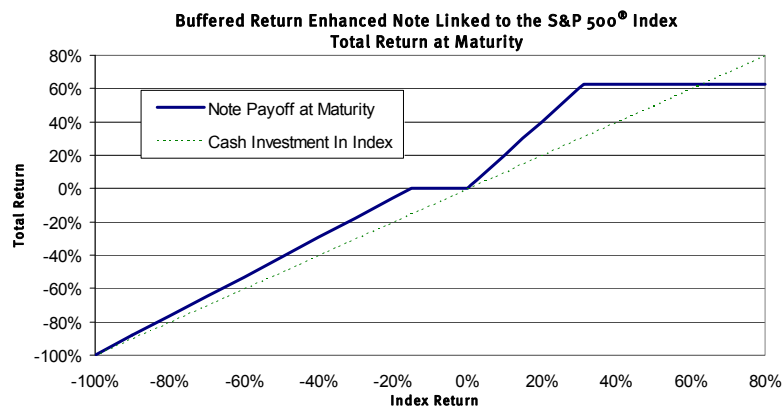 Buffered Return Enhanced Note Linked to the S&P 500® Index
Total Return at Maturity
80%
60%
40%
20%
0%
-20%
-40%
-60%
-80%
-100%
Note Payoff at Maturity
Cash Investment In Index
Total Return
-100% -80% -60% -40% -20% 0% 20% 40% 60% 80%
Index Return